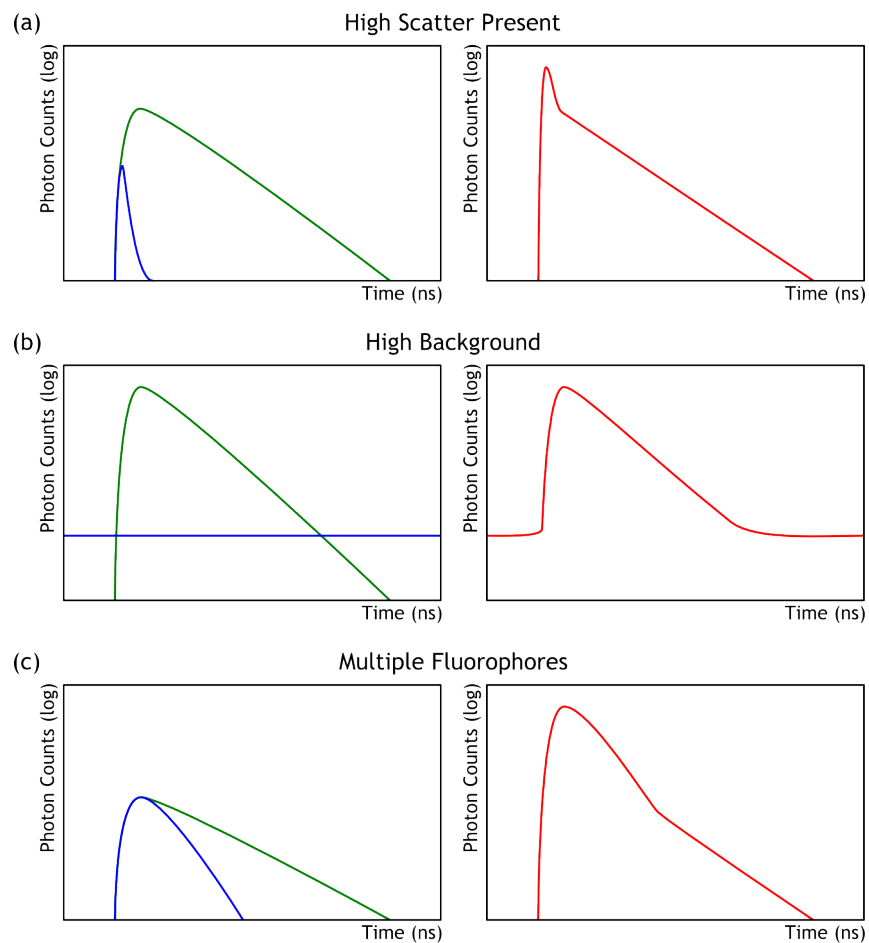 (a) High Scatter Present
Photon Counts (log)
Time (ns)
Photon Counts (log)
Time (ns)
(b) High Background
Photon Counts (log)
Time (ns)
Photon Counts (log)
Time (ns)
(c) Multiple Fluorophores
Photon Counts (log)
Time (ns)
Photon Counts (log)
Time (ns)